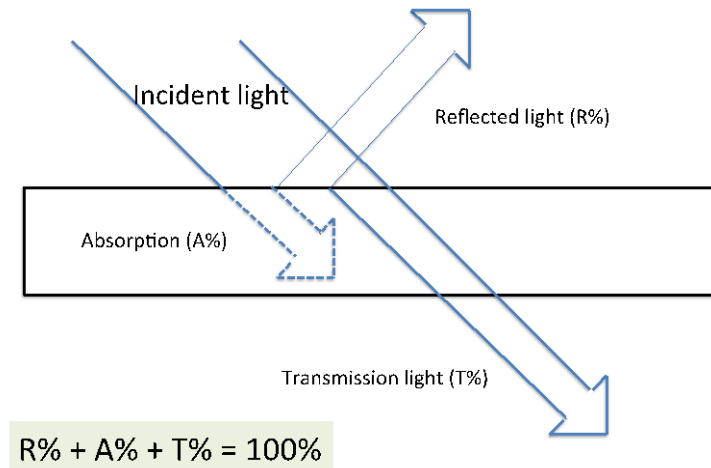 Incident light
Reflected light (R%)
Absorption (A%)
Transmission light (T%)
R% + A% + T% = 100%